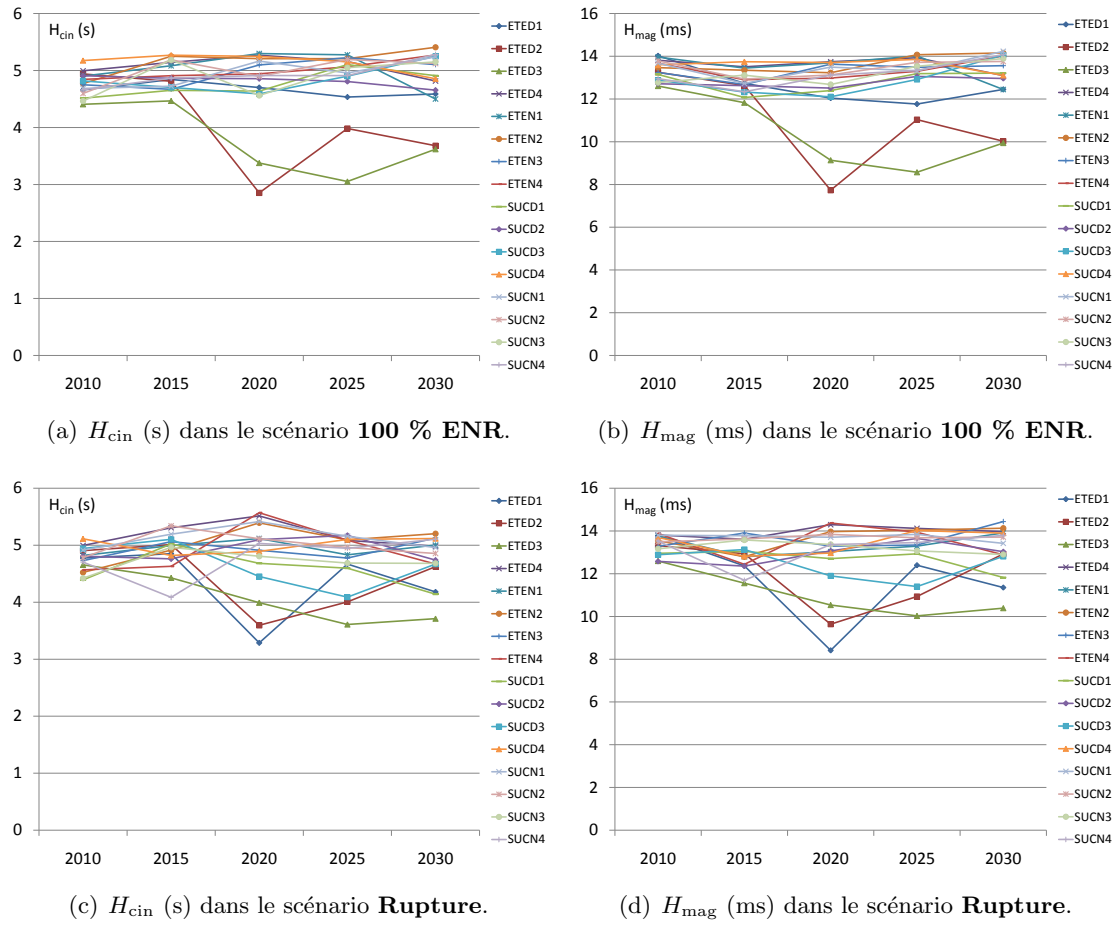 H_cin (s)
6
5
4
3
2
1
0
2010 2015 2020 2025 2030
ETED1
ETED2
ETED3
ETED4
ETEN1
ETEN2
ETEN3
ETEN4
SUCD1
SUCD2
SUCD3
SUCD4
SUCN1
SUCN2
SUCN3
SUCN4
(a) H_cin (s) dans le scénario 100 % ENR.
H_mag (ms)
16
14
12
10
8
6
4
2
0
2010 2015 2020 2025 2030
ETED1
ETED2
ETED3
ETED4
ETEN1
ETEN2
ETEN3
ETEN4
SUCD1
SUCD2
SUCD3
SUCD4
SUCN1
SUCN2
SUCN3
SUCN4
(b) H_mag (ms) dans le scénario 100 % ENR.
H_cin (s)
6
5
4
3
2
1
0
2010 2015 2020 2025 2030
ETED1
ETED2
ETED3
ETED4
ETEN1
ETEN2
ETEN3
ETEN4
SUCD1
SUCD2
SUCD3
SUCD4
SUCN1
SUCN2
SUCN3
SUCN4
(c) H_cin (s) dans le scénario Rupture.
H_mag (ms)
16
14
12
10
8
6
4
2
0
2010 2015 2020 2025 2030
ETED1
ETED2
ETED3
ETED4
ETEN1
ETEN2
ETEN3
ETEN4
SUCD1
SUCD2
SUCD3
SUCD4
SUCN1
SUCN2
SUCN3
SUCN4
(d) H_mag (ms) dans le scénario Rupture.